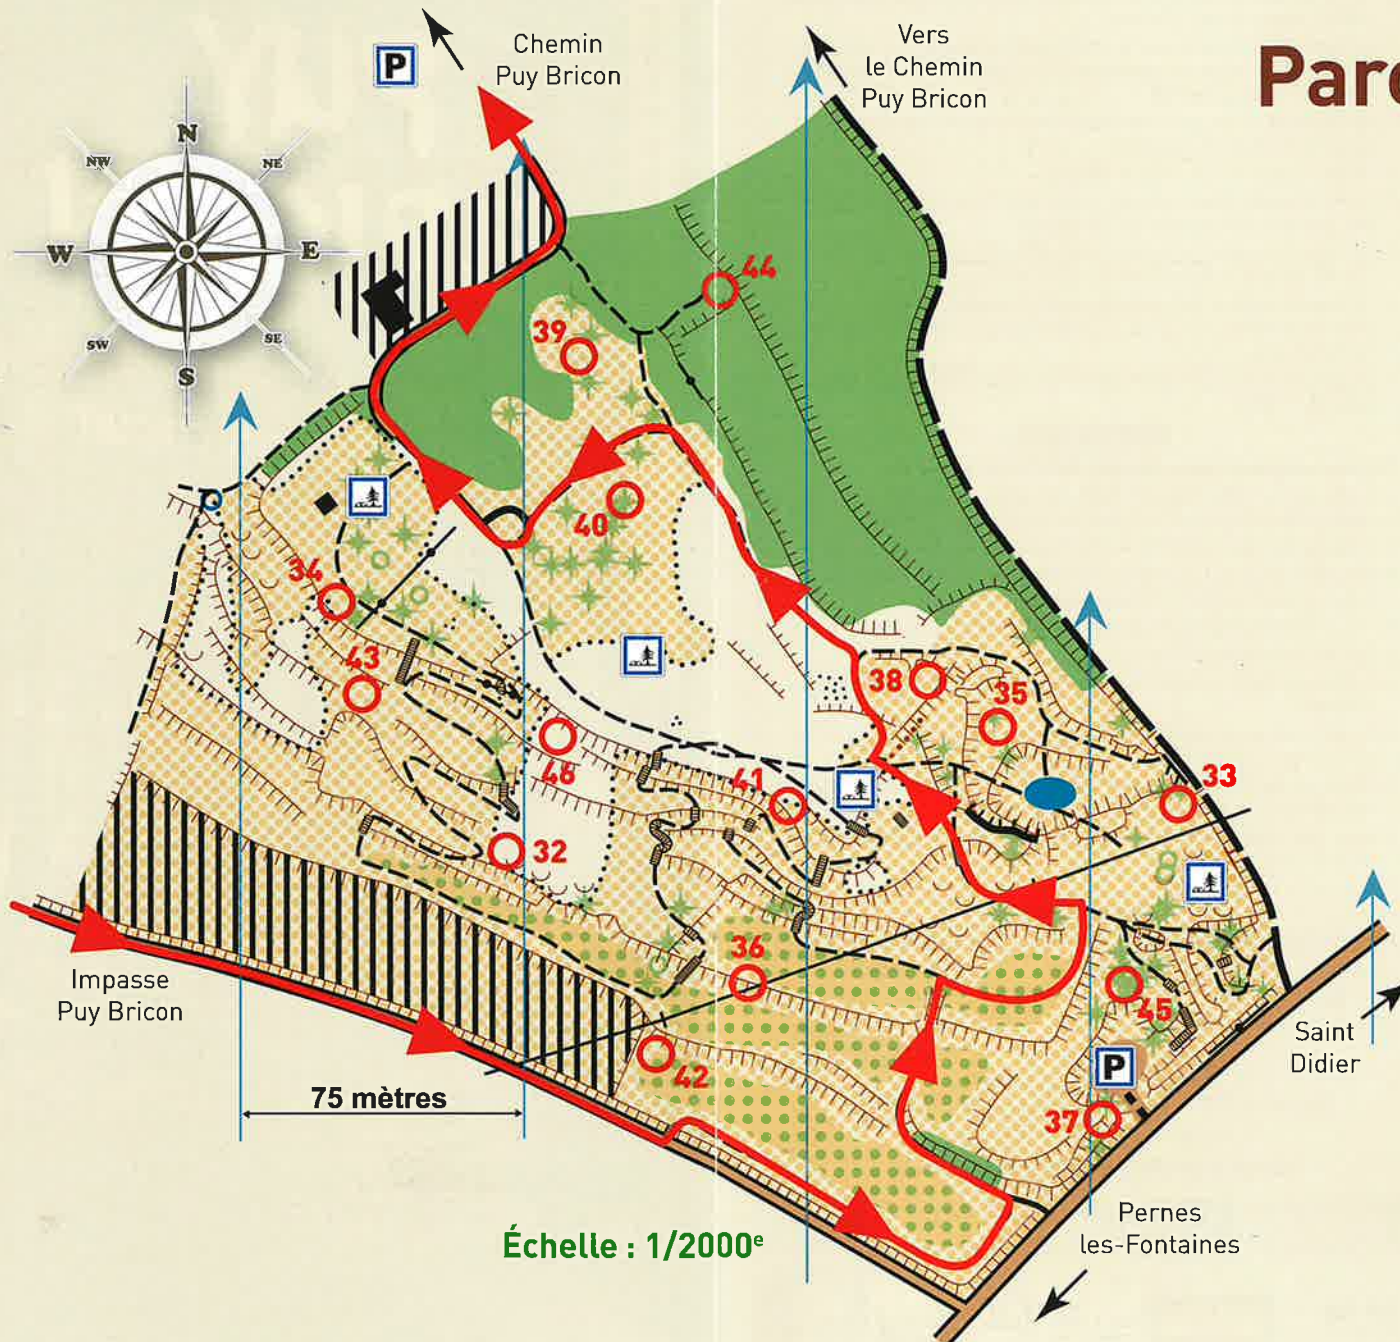 P
Chemin
Puy Bricon
Vers
le Chemin
Puy Bricon
N
NW
NE
W
E
SW
SE
S
44
39
40
34
43
38
35
33
46
41
32
36
45
42
P
37
Impasse
Puy Bricon
75 mètres
Saint
Didier
Échelle : 1/2000e
Pernes
les-Fontaines